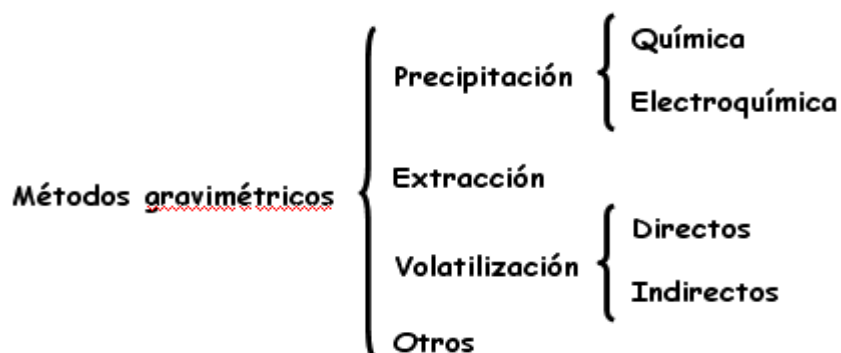 Métodos gravimétricos
Precipitación
Química
Electroquímica
Extracción
Volatilización
Directos
Indirectos
Otros